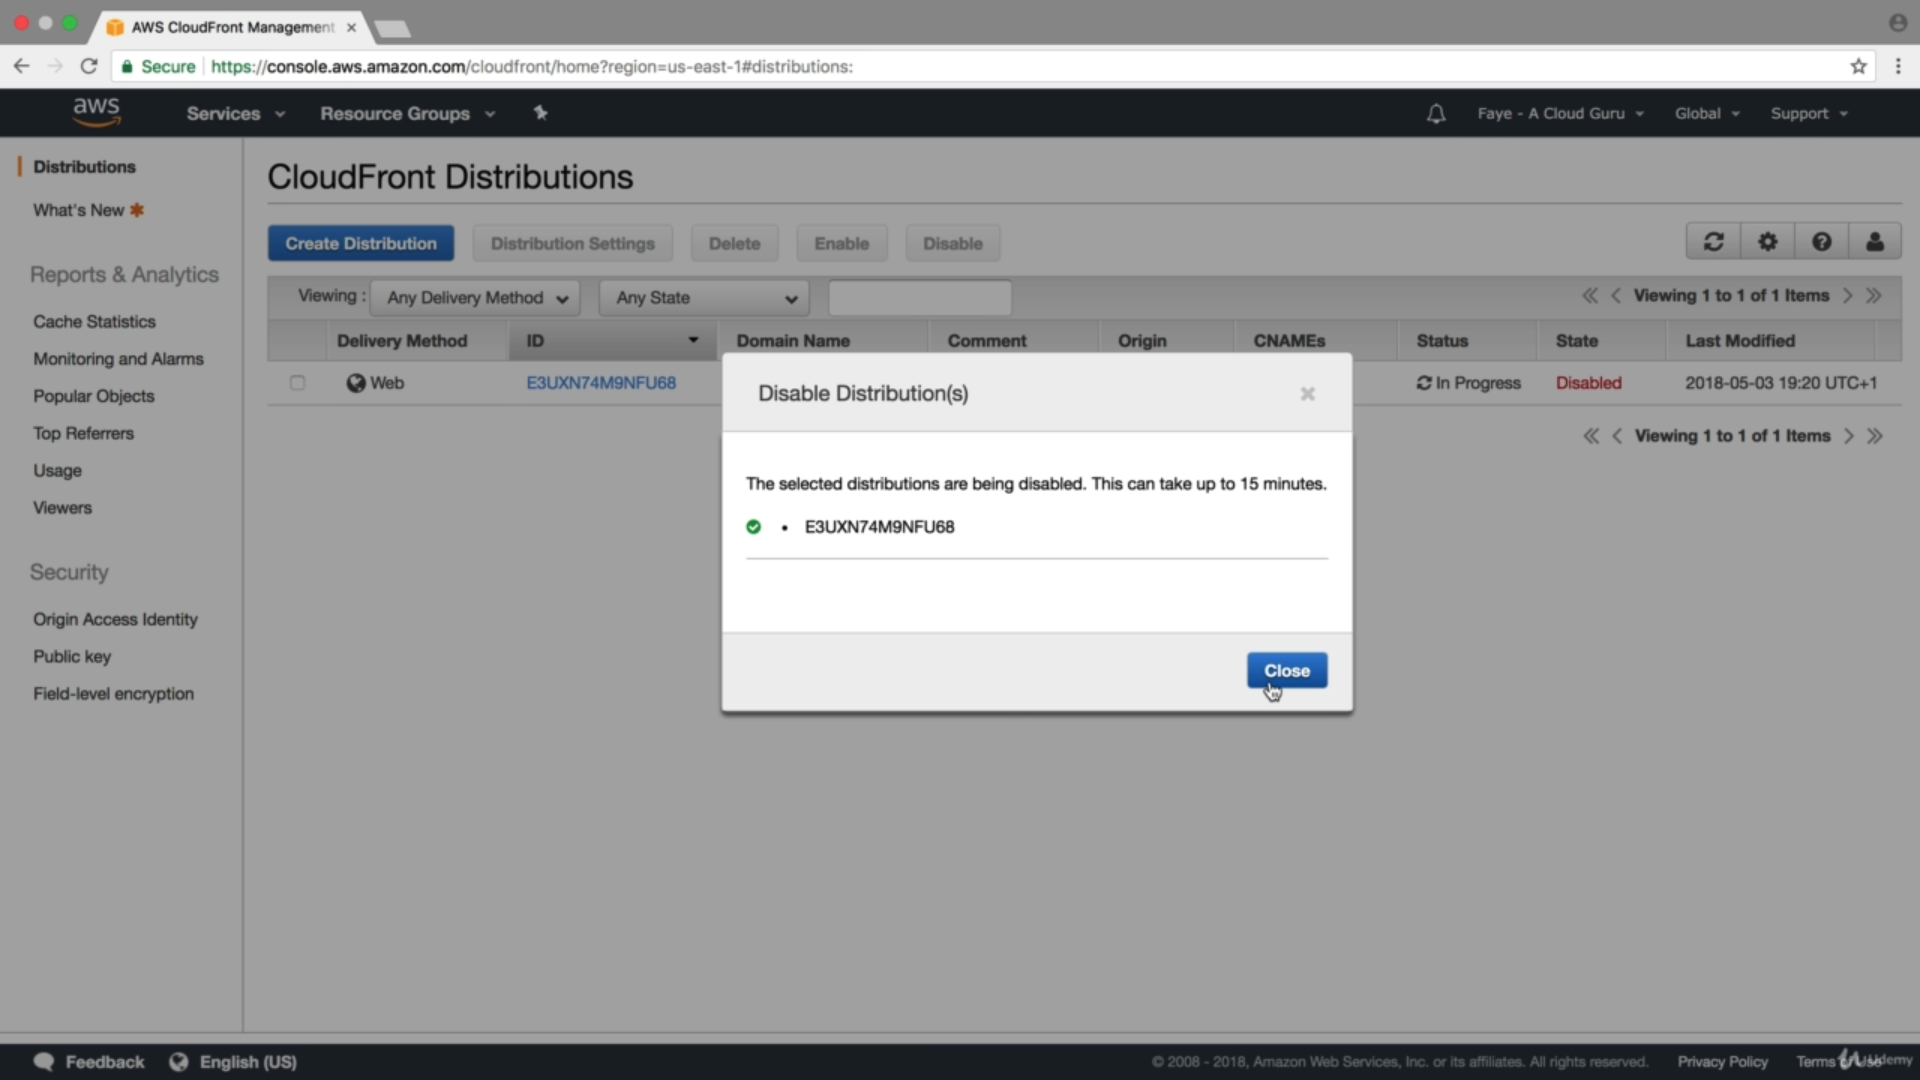 AWS CloudFront Management
Secure https://console.aws.amazon.com/cloudfront/home?region=us-east-1#distributions:
aws Services Resource Groups Faye - A Cloud Guru Global Support
Distributions
What's New
Reports & Analytics
Cache Statistics
Monitoring and Alarms
Popular Objects
Top Referrers
Usage
Viewers
Security
Origin Access Identity
Public key
Field-level encryption
CloudFront Distributions
Create Distribution Distribution Settings Delete Enable Disable
Viewing : Any Delivery Method Any State Viewing 1 to 1 of 1 Items
Delivery Method ID Domain Name Comment Origin CNAMEs Status State Last Modified
Web E3UXN74M9NFU68 In Progress Disabled 2018-05-03 19:20 UTC+1
Viewing 1 to 1 of 1 Items
Disable Distribution(s)
The selected distributions are being disabled. This can take up to 15 minutes.
• E3UXN74M9NFU68
Close
Feedback English (US) © 2008 - 2018, Amazon Web Services, Inc. or its affiliates. All rights reserved. Privacy Policy Terms of Use